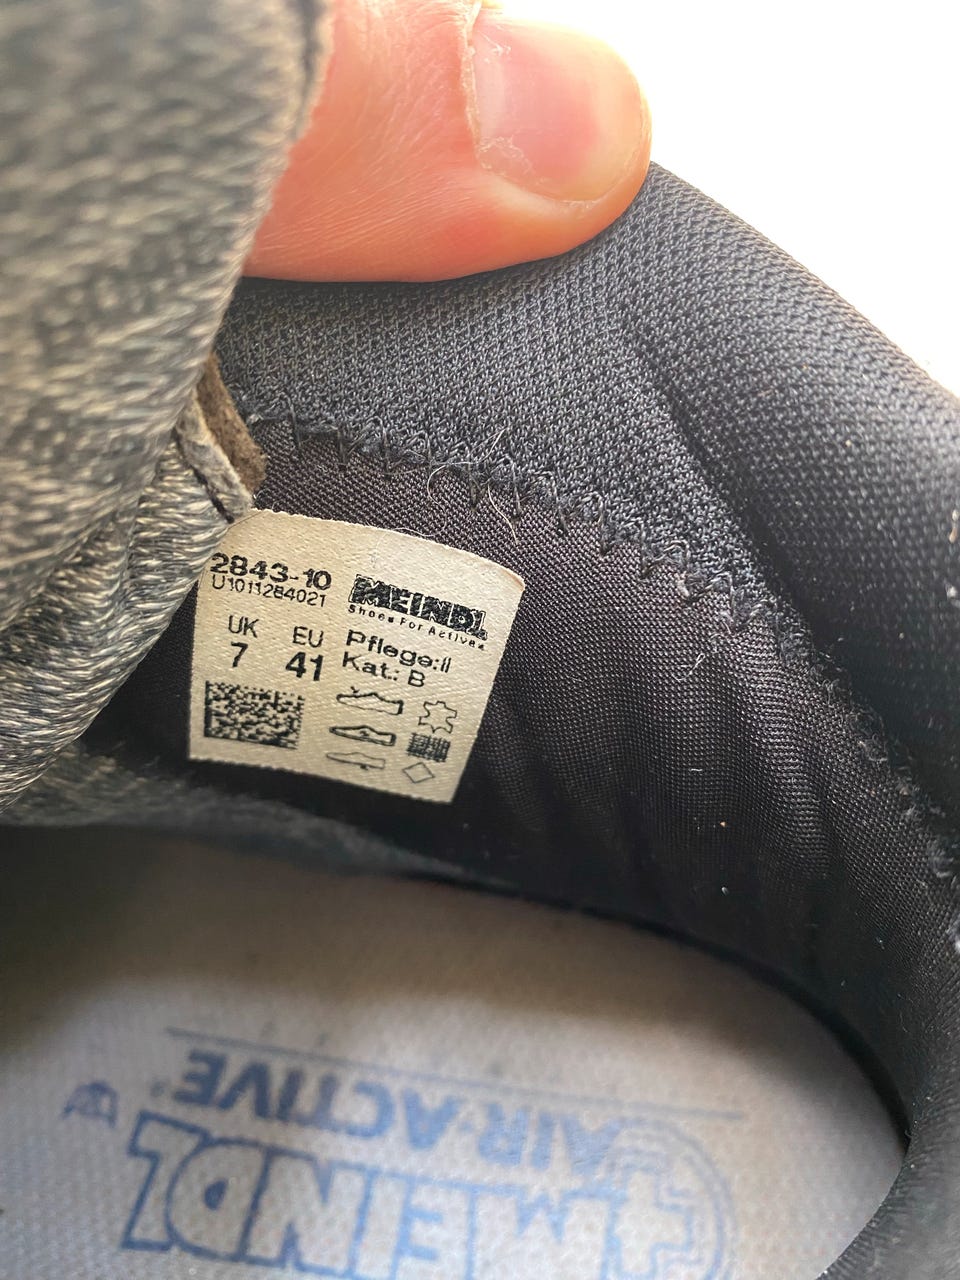 2843-10
U1011284021
MEINDL
Shoes For Actives
UK EU
7 41
Pflege:II
Kat.: B
AIR-ACTIVE®
MEINDL